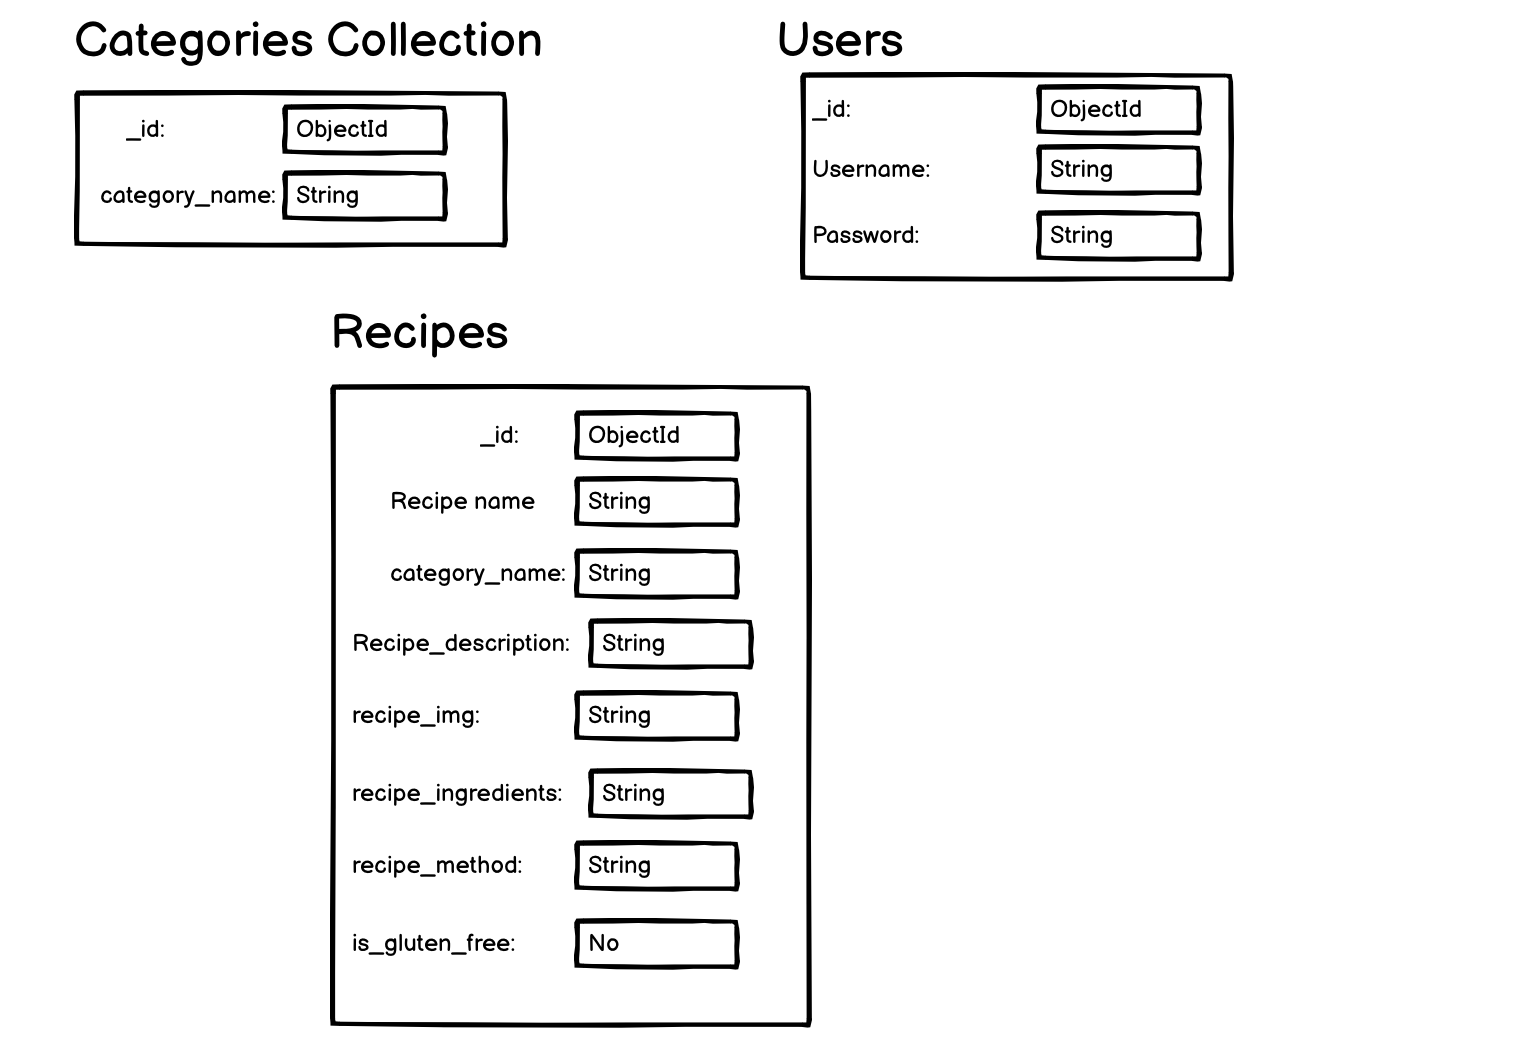 Categories Collection
_id: ObjectId
category_name: String
Users
_id: ObjectId
Username: String
Password: String
Recipes
_id: ObjectId
Recipe name String
category_name: String
Recipe_description: String
recipe_img: String
recipe_ingredients: String
recipe_method: String
is_gluten_free: No